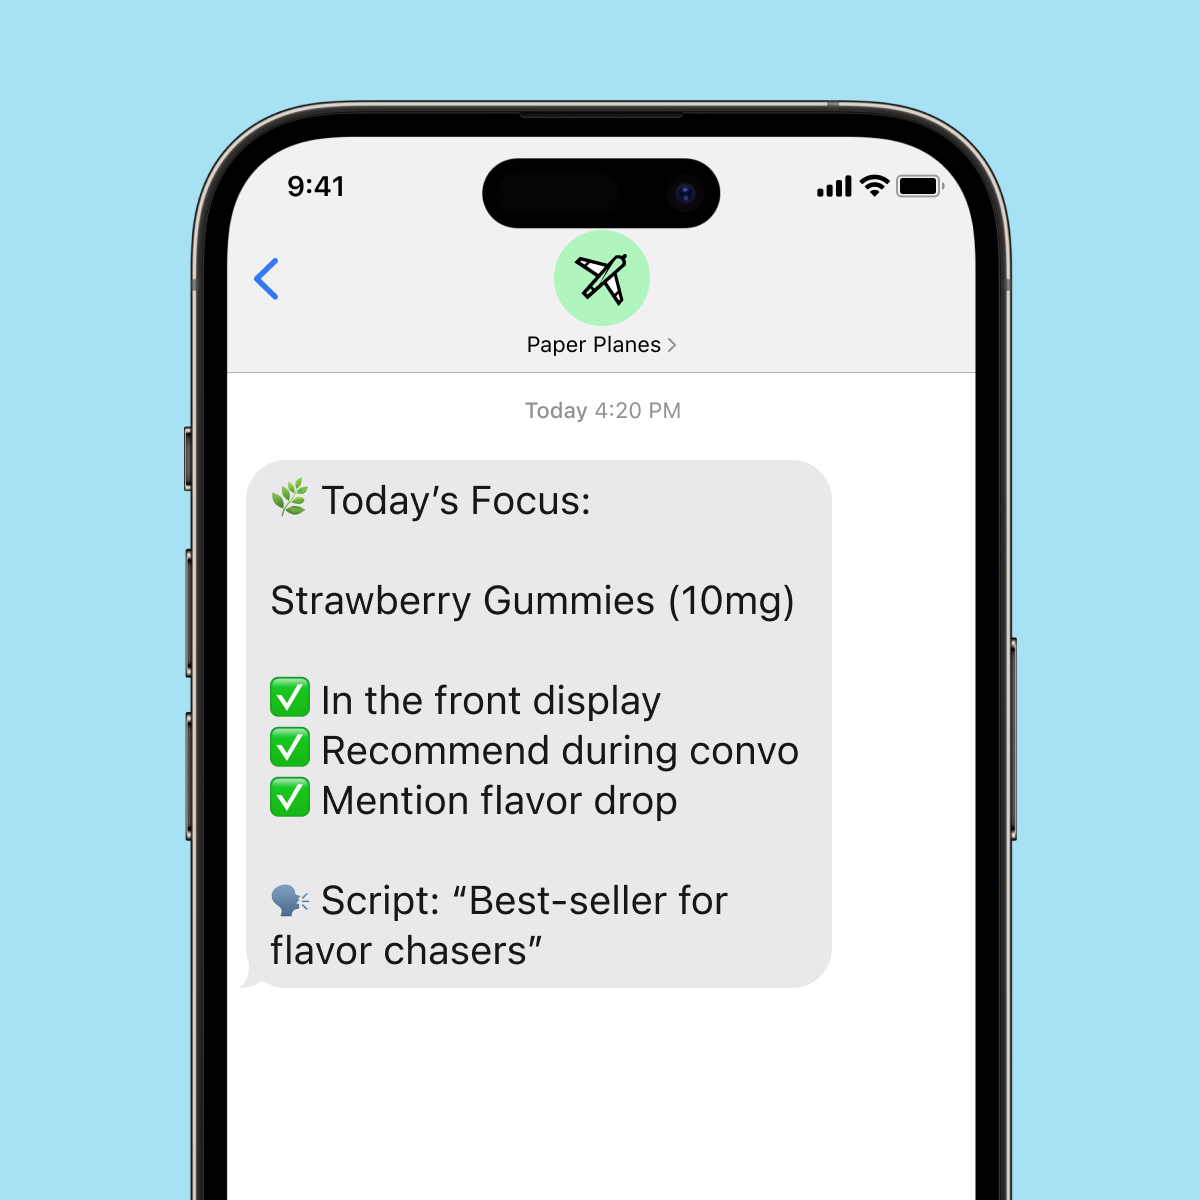 9:41
Paper Planes
Today 4:20 PM
🌿 Today’s Focus:
Strawberry Gummies (10mg)
✅ In the front display
✅ Recommend during convo
✅ Mention flavor drop
🗣️ Script: “Best-seller for
flavor chasers”